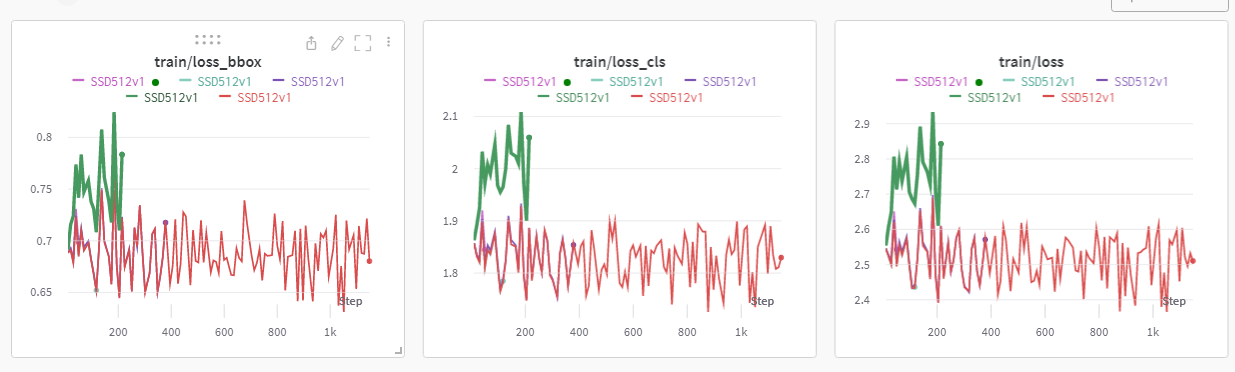 train/loss_bbox
SSD512v1 SSD512v1 SSD512v1
SSD512v1 SSD512v1
0.8
0.75
0.7
0.65
Step
200 400 600 800 1k
train/loss_cls
SSD512v1 SSD512v1 SSD512v1
SSD512v1 SSD512v1
2.1
2
1.9
1.8
Step
200 400 600 800 1k
train/loss
SSD512v1 SSD512v1 SSD512v1
SSD512v1 SSD512v1
2.9
2.8
2.7
2.6
2.5
2.4
Step
200 400 600 800 1k